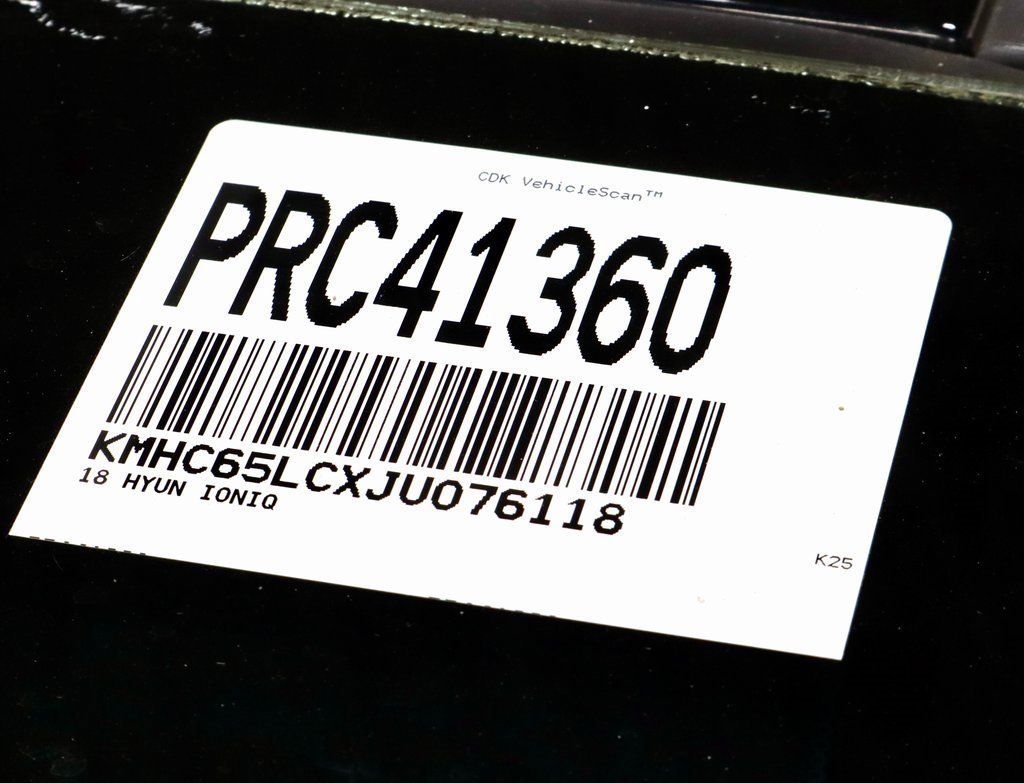 CDK VehicleScan™
PRC41360
KMHC65LCXJU076118
18 HYUN IONIQ
K25